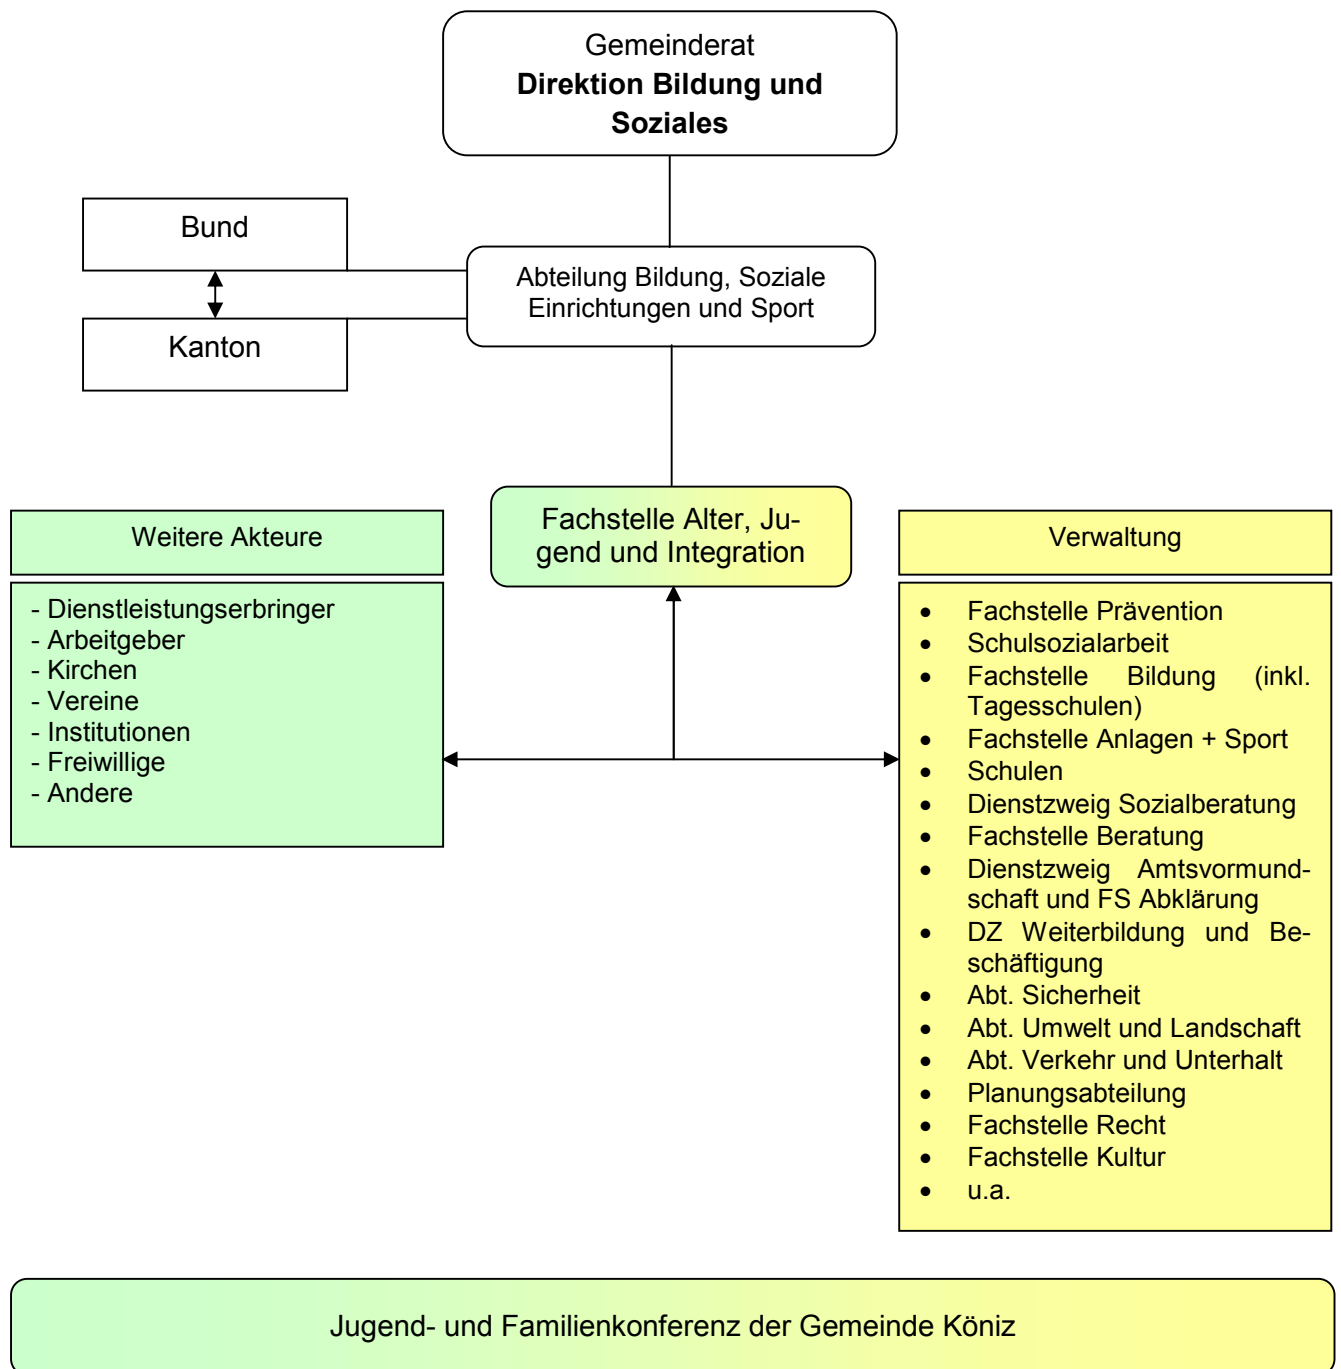 Gemeinderat
Direktion Bildung und
Soziales
Bund
Abteilung Bildung, Soziale
Einrichtungen und Sport
Kanton
Fachstelle Alter, Ju-
gend und Integration
Weitere Akteure
- Dienstleistungserbringer
- Arbeitgeber
- Kirchen
- Vereine
- Institutionen
- Freiwillige
- Andere
Verwaltung
• Fachstelle Prävention
• Schulsozialarbeit
• Fachstelle Bildung (inkl.
Tagesschulen)
• Fachstelle Anlagen + Sport
• Schulen
• Dienstzweig Sozialberatung
• Fachstelle Beratung
• Dienstzweig Amtsvormund-
schaft und FS Abklärung
• DZ Weiterbildung und Be-
schäftigung
• Abt. Sicherheit
• Abt. Umwelt und Landschaft
• Abt. Verkehr und Unterhalt
• Planungsabteilung
• Fachstelle Recht
• Fachstelle Kultur
• u.a.
Jugend- und Familienkonferenz der Gemeinde Köniz